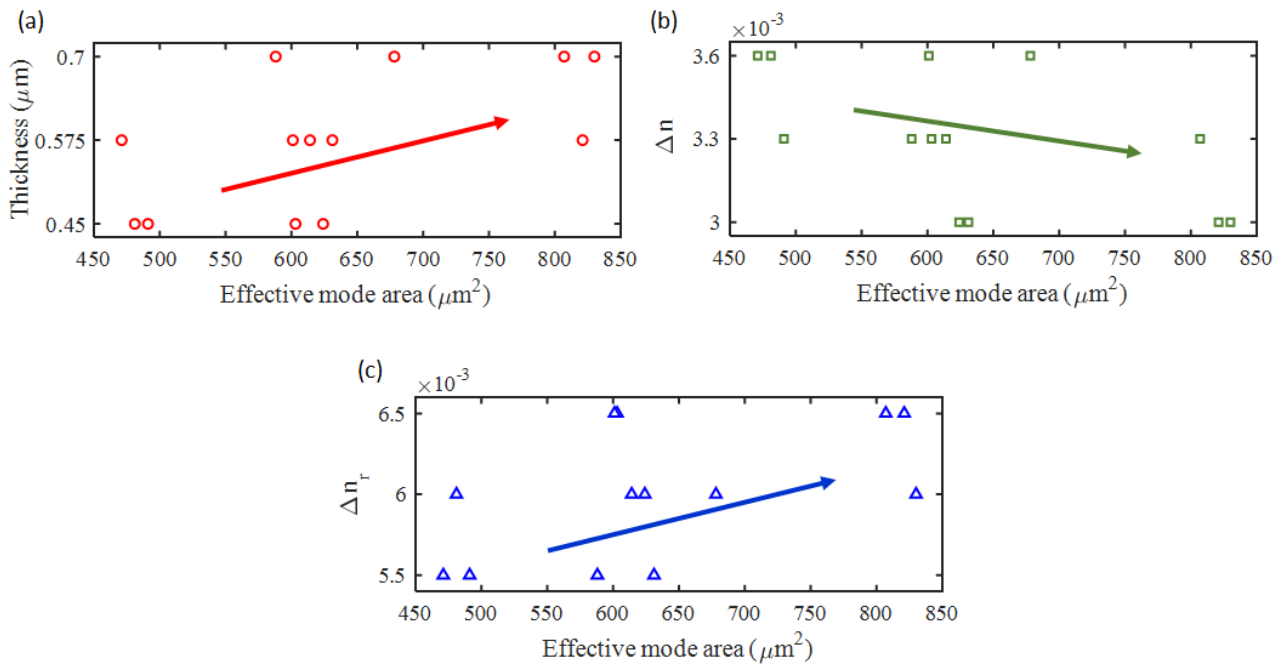 (a)
Thickness (μm)
0.7
0.575
0.45
450 500 550 600 650 700 750 800 850
Effective mode area (μm²)
(b)
×10⁻³
Δn
3.6
3.3
3
450 500 550 600 650 700 750 800 850
Effective mode area (μm²)
(c)
×10⁻³
Δnᵣ
6.5
6
5.5
450 500 550 600 650 700 750 800 850
Effective mode area (μm²)